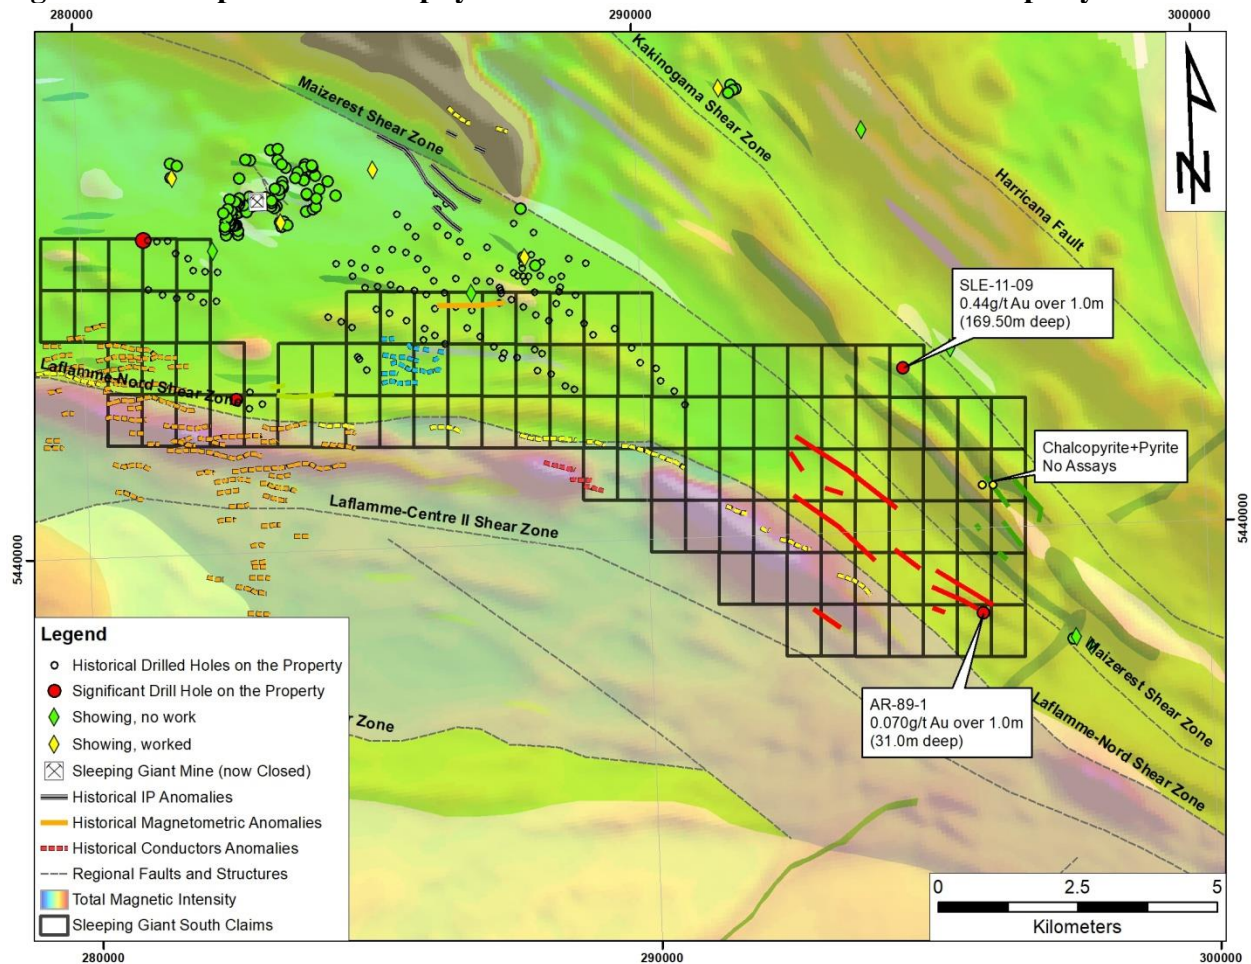 280000
290000
300000
Kakinogama Shear Zone
Maizerest Shear Zone
Harricana Fault
N
SLE-11-09
0.44g/t Au over 1.0m
(169.50m deep)
Laflamme-Nord Shear Zone
Chalcopyrite+Pyrite
No Assays
Laflamme-Centre II Shear Zone
5440000
5440000
Legend
Historical Drilled Holes on the Property
Significant Drill Hole on the Property
Showing, no work
Showing, worked
Sleeping Giant Mine (now Closed)
Historical IP Anomalies
Historical Magnetometric Anomalies
Historical Conductors Anomalies
Regional Faults and Structures
Total Magnetic Intensity
Sleeping Giant South Claims
Zone
Maizerest Shear Zone
AR-89-1
0.070g/t Au over 1.0m
(31.0m deep)
Laflamme-Nord Shear Zone
0 2.5 5
Kilometers
280000
290000
300000